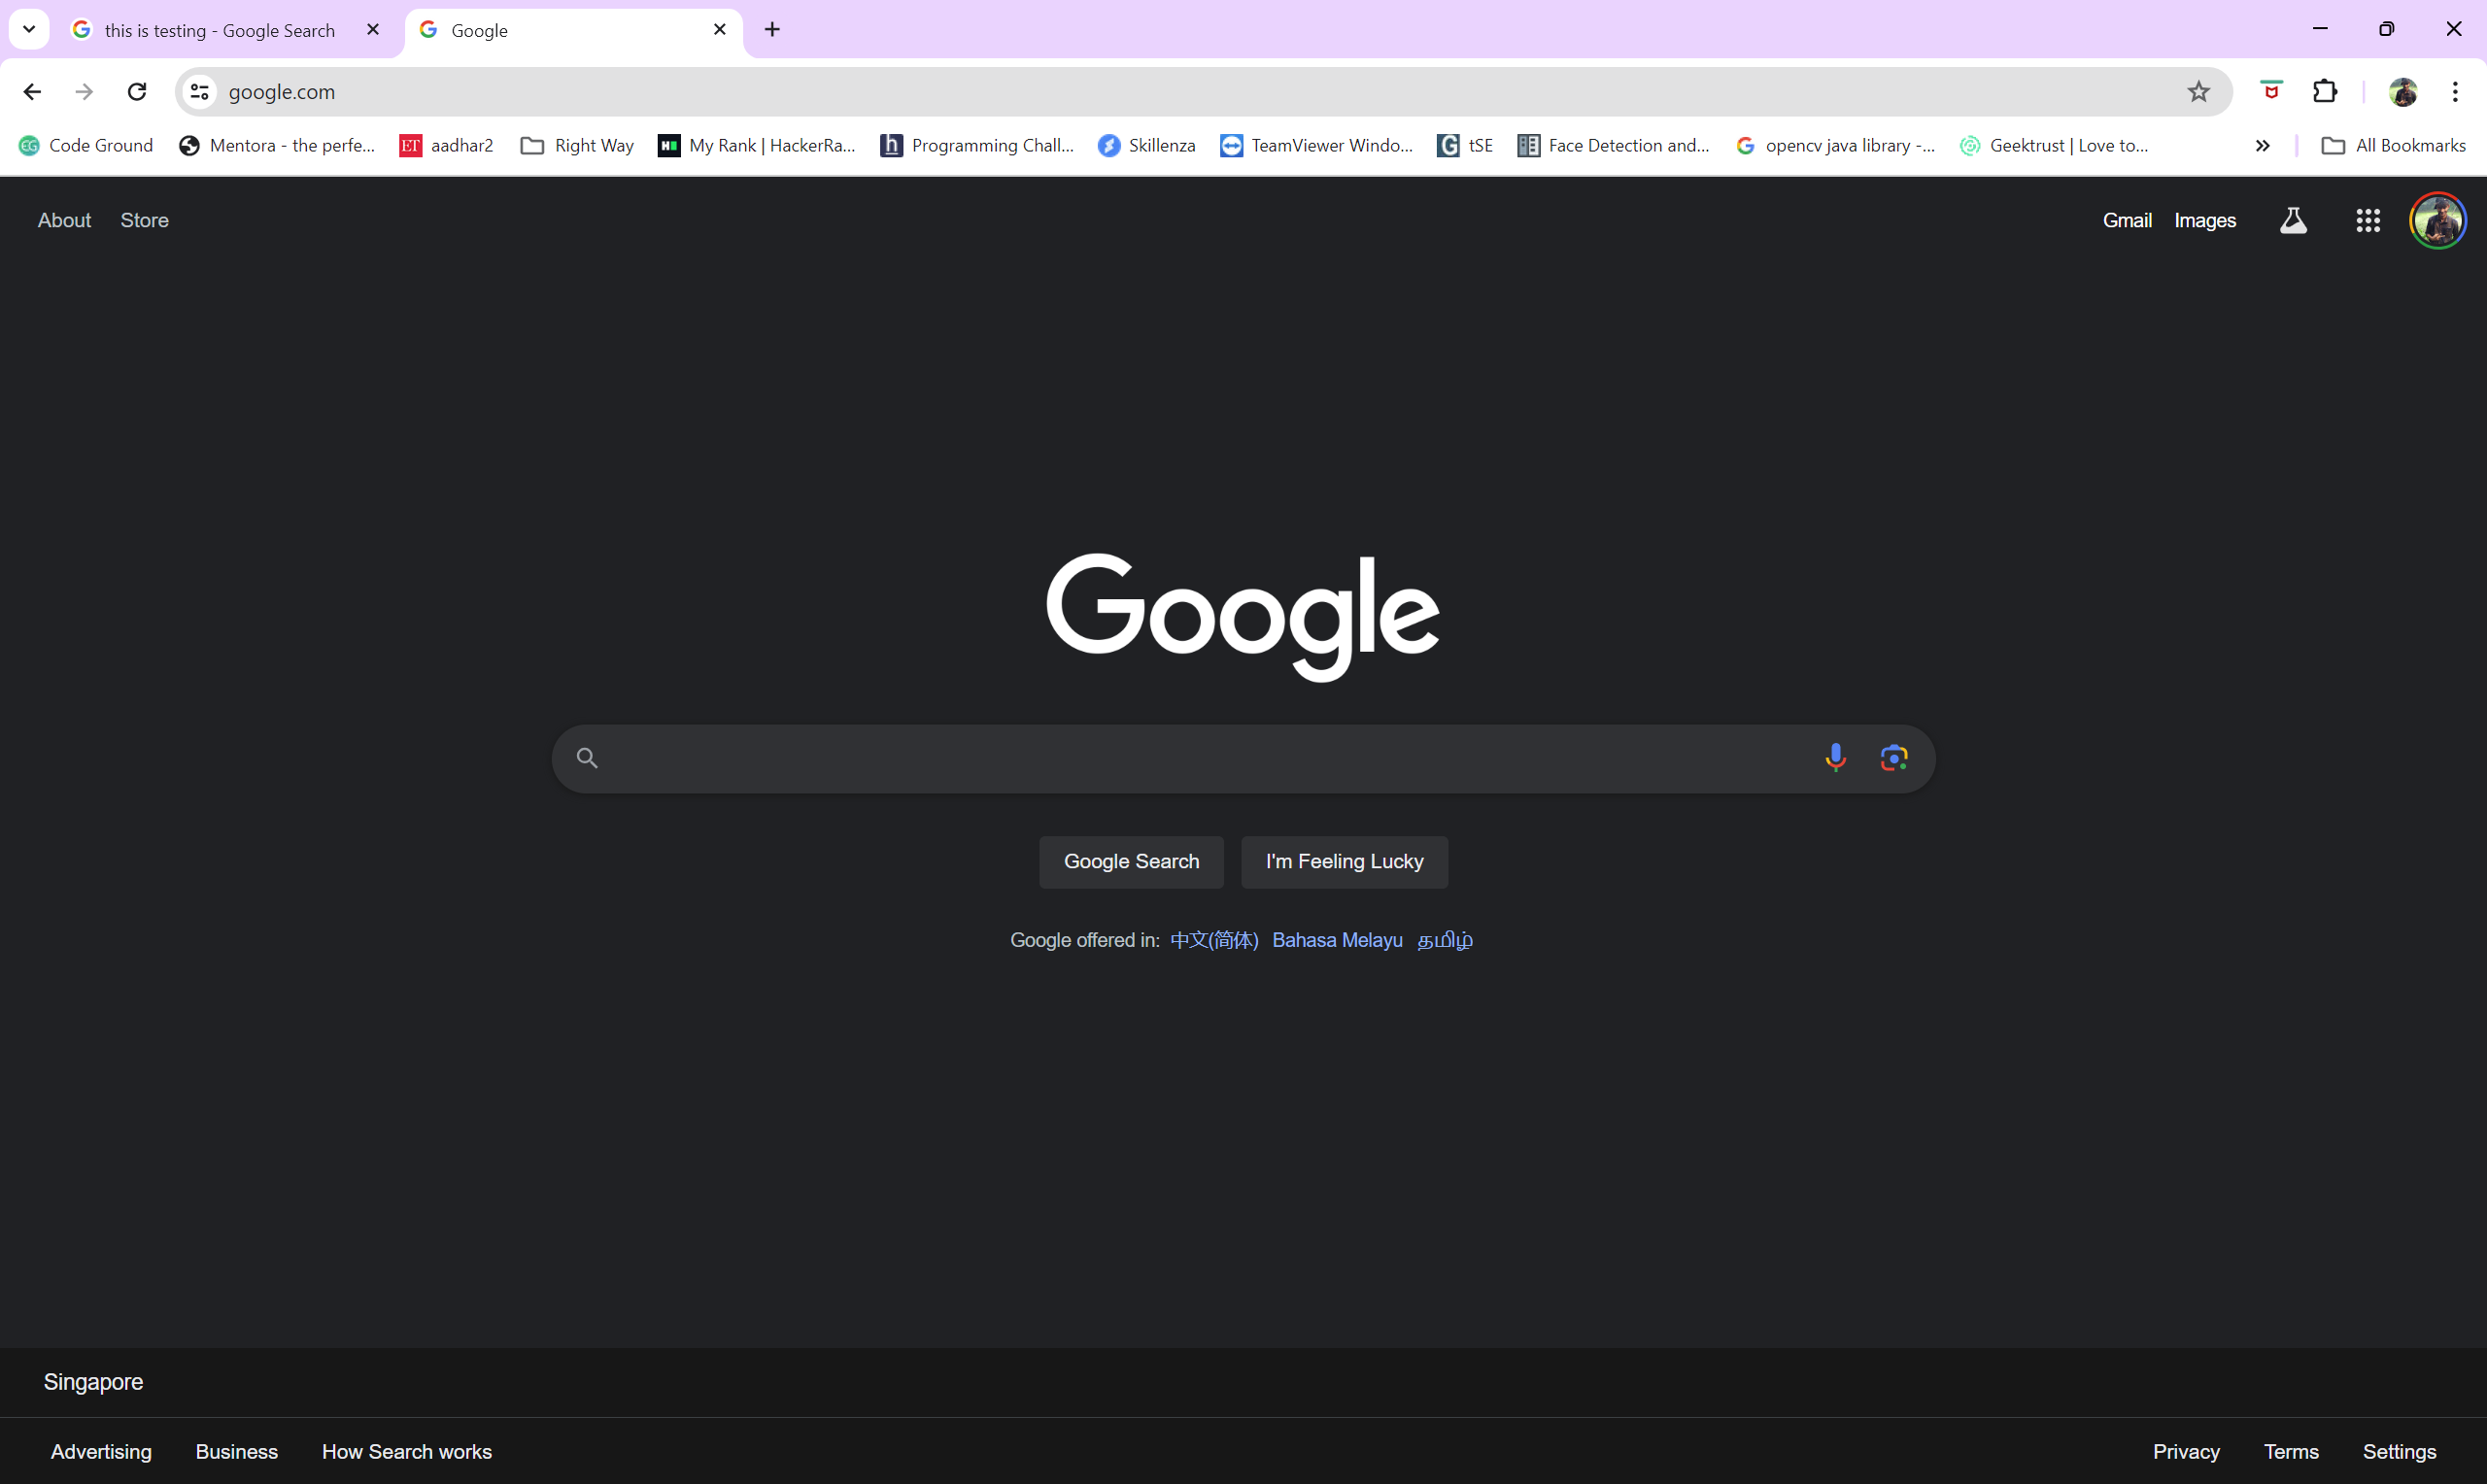 this is testing - Google Search
Google
google.com
Code Ground Mentora - the perfe... aadhar2 Right Way My Rank | HackerRa... Programming Chall... Skillenza TeamViewer Windo... tSE Face Detection and... opencv java library -... Geektrust | Love to... All Bookmarks
About Store Gmail Images
Google
Google Search I'm Feeling Lucky
Google offered in: 中文(简体) Bahasa Melayu தமிழ்
Singapore
Advertising Business How Search works Privacy Terms Settings